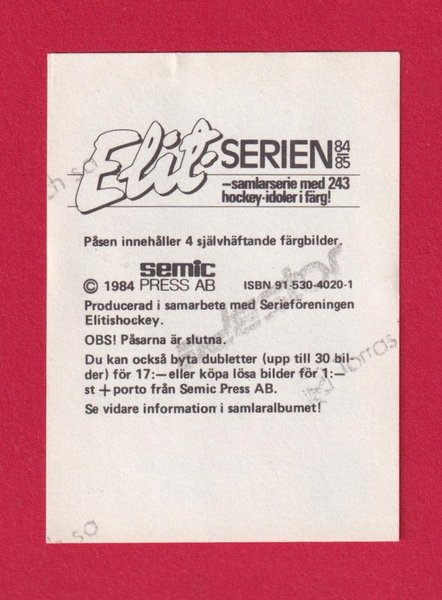 Elit-SERIEN 84/85
—samlarserie med 243
hockey-idoler i färg!
Påsen innehåller 4 självhäftande färgbilder.
semic
© 1984 PRESS AB ISBN 91-530-4020-1
Producerad i samarbete med Serieföreningen
Elitishockey.
OBS! Påsarna är slutna.
Du kan också byta dubletter (upp till 30 bil-
der) för 17:— eller köpa lösa bilder för 1:—
st + porto från Semic Press AB.
Se vidare information i samlaralbumet!